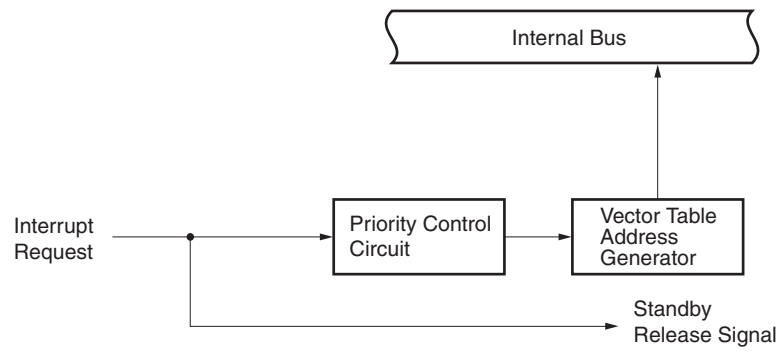 Internal Bus
Interrupt
Request
Priority Control
Circuit
Vector Table
Address
Generator
Standby
Release Signal